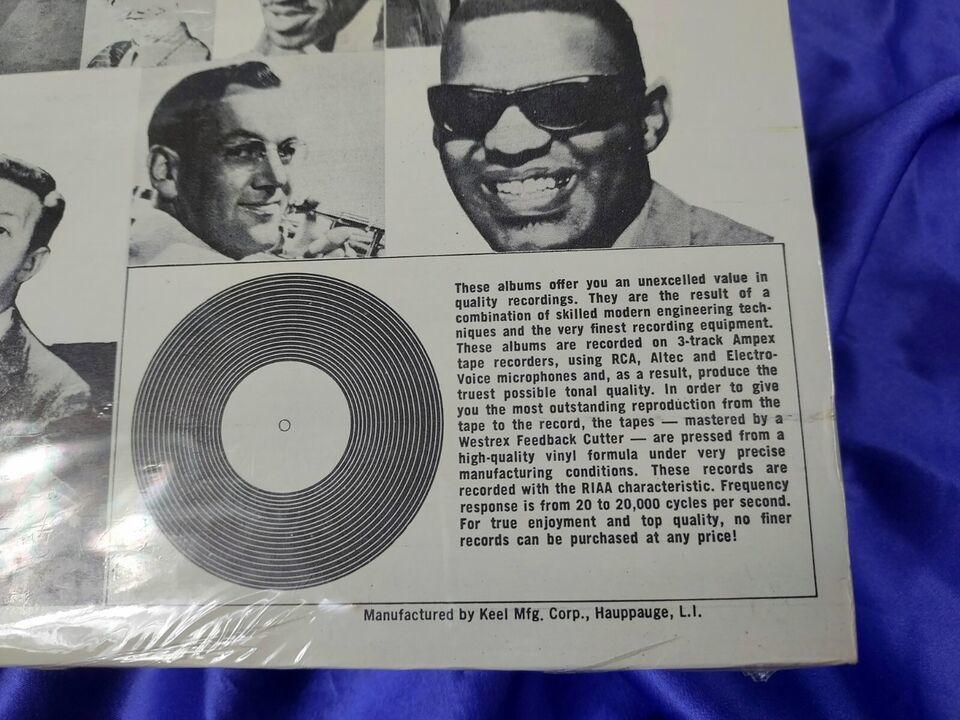 These albums offer you an unexcelled value in
quality recordings. They are the result of a
combination of skilled modern engineering tech-
niques and the very finest recording equipment.
These albums are recorded on 3-track Ampex
tape recorders, using RCA, Altec and Electro-
Voice microphones and, as a result, produce the
truest possible tonal quality. In order to give
you the most outstanding reproduction from the
tape to the record, the tapes — mastered by a
Westrex Feedback Cutter — are pressed from a
high-quality vinyl formula under very precise
manufacturing conditions. These records are
recorded with the RIAA characteristic. Frequency
response is from 20 to 20,000 cycles per second.
For true enjoyment and top quality, no finer
records can be purchased at any price!
Manufactured by Keel Mfg. Corp., Hauppauge, L.I.